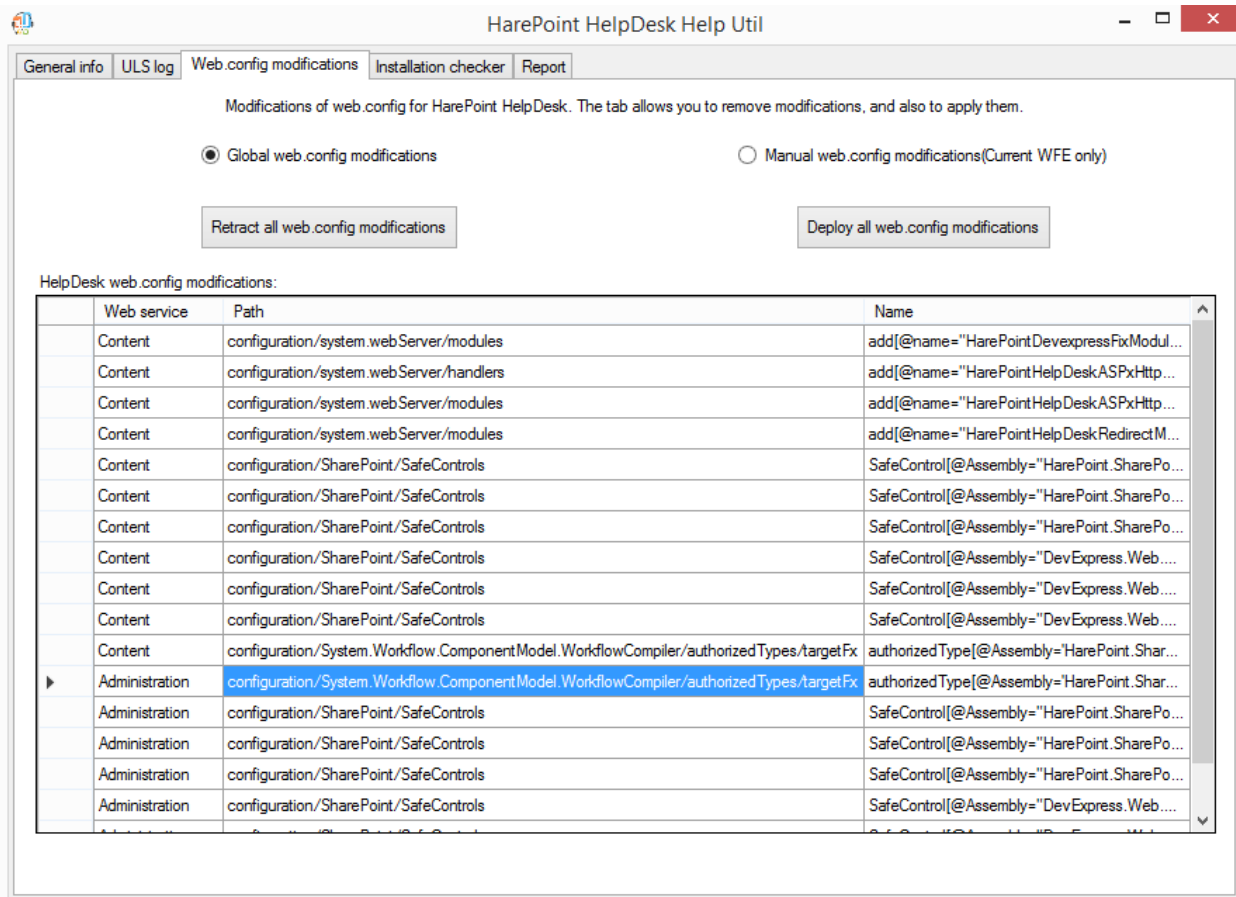 HarePoint HelpDesk Help Util
General info ULS log Web.config modifications Installation checker Report
Modifications of web.config for HarePoint HelpDesk. The tab allows you to remove modifications, and also to apply them.
Global web.config modifications Manual web.config modifications(Current WFE only)
Retract all web.config modifications Deploy all web.config modifications
HelpDesk web.config modifications:
Web service Path Name
Content configuration/system.webServer/modules add[@name="HarePointDevexpressFixModul...
Content configuration/system.webServer/handlers add[@name="HarePointHelpDeskASPxHttp...
Content configuration/system.webServer/modules add[@name="HarePointHelpDeskASPxHttp...
Content configuration/system.webServer/modules add[@name="HarePointHelpDeskRedirectM...
Content configuration/SharePoint/SafeControls SafeControl[@Assembly="HarePoint.SharePo...
Content configuration/SharePoint/SafeControls SafeControl[@Assembly="HarePoint.SharePo...
Content configuration/SharePoint/SafeControls SafeControl[@Assembly="HarePoint.SharePo...
Content configuration/SharePoint/SafeControls SafeControl[@Assembly="DevExpress.Web....
Content configuration/SharePoint/SafeControls SafeControl[@Assembly="DevExpress.Web....
Content configuration/SharePoint/SafeControls SafeControl[@Assembly="DevExpress.Web....
Content configuration/System.Workflow.ComponentModel.WorkflowCompiler/authorizedTypes/targetFx authorizedType[@Assembly='HarePoint.Shar...
Administration configuration/System.Workflow.ComponentModel.WorkflowCompiler/authorizedTypes/targetFx authorizedType[@Assembly='HarePoint.Shar...
Administration configuration/SharePoint/SafeControls SafeControl[@Assembly="HarePoint.SharePo...
Administration configuration/SharePoint/SafeControls SafeControl[@Assembly="HarePoint.SharePo...
Administration configuration/SharePoint/SafeControls SafeControl[@Assembly="HarePoint.SharePo...
Administration configuration/SharePoint/SafeControls SafeControl[@Assembly="DevExpress.Web....